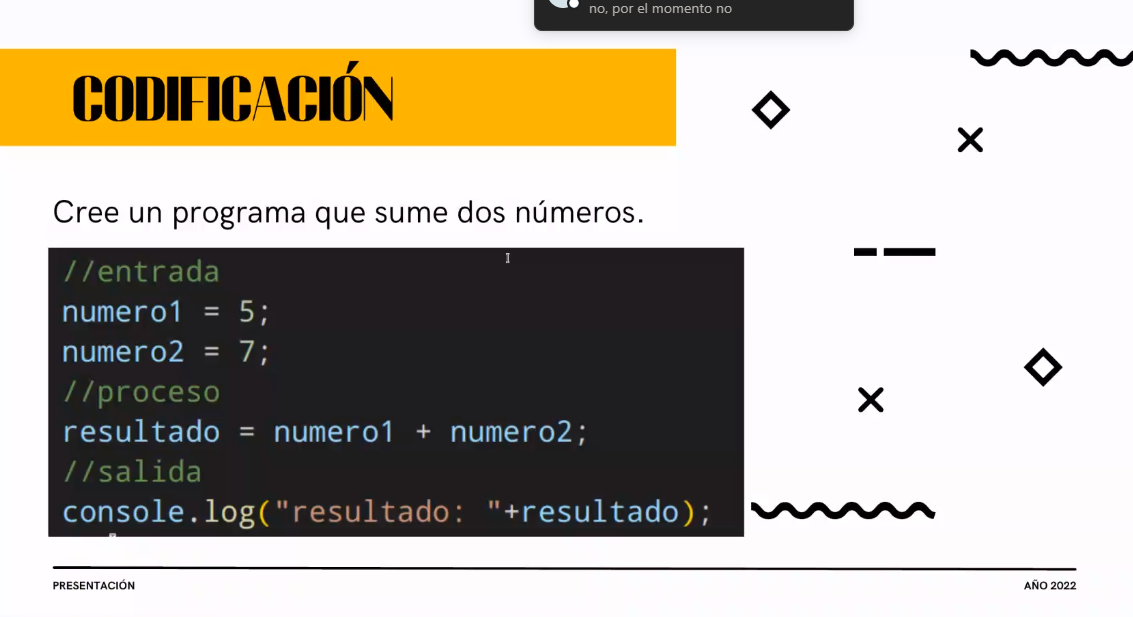 no, por el momento no
CODIFICACIÓN
Cree un programa que sume dos números.
//entrada
numero1 = 5;
numero2 = 7;
//proceso
resultado = numero1 + numero2;
//salida
console.log("resultado: "+resultado);
PRESENTACIÓN
AÑO 2022